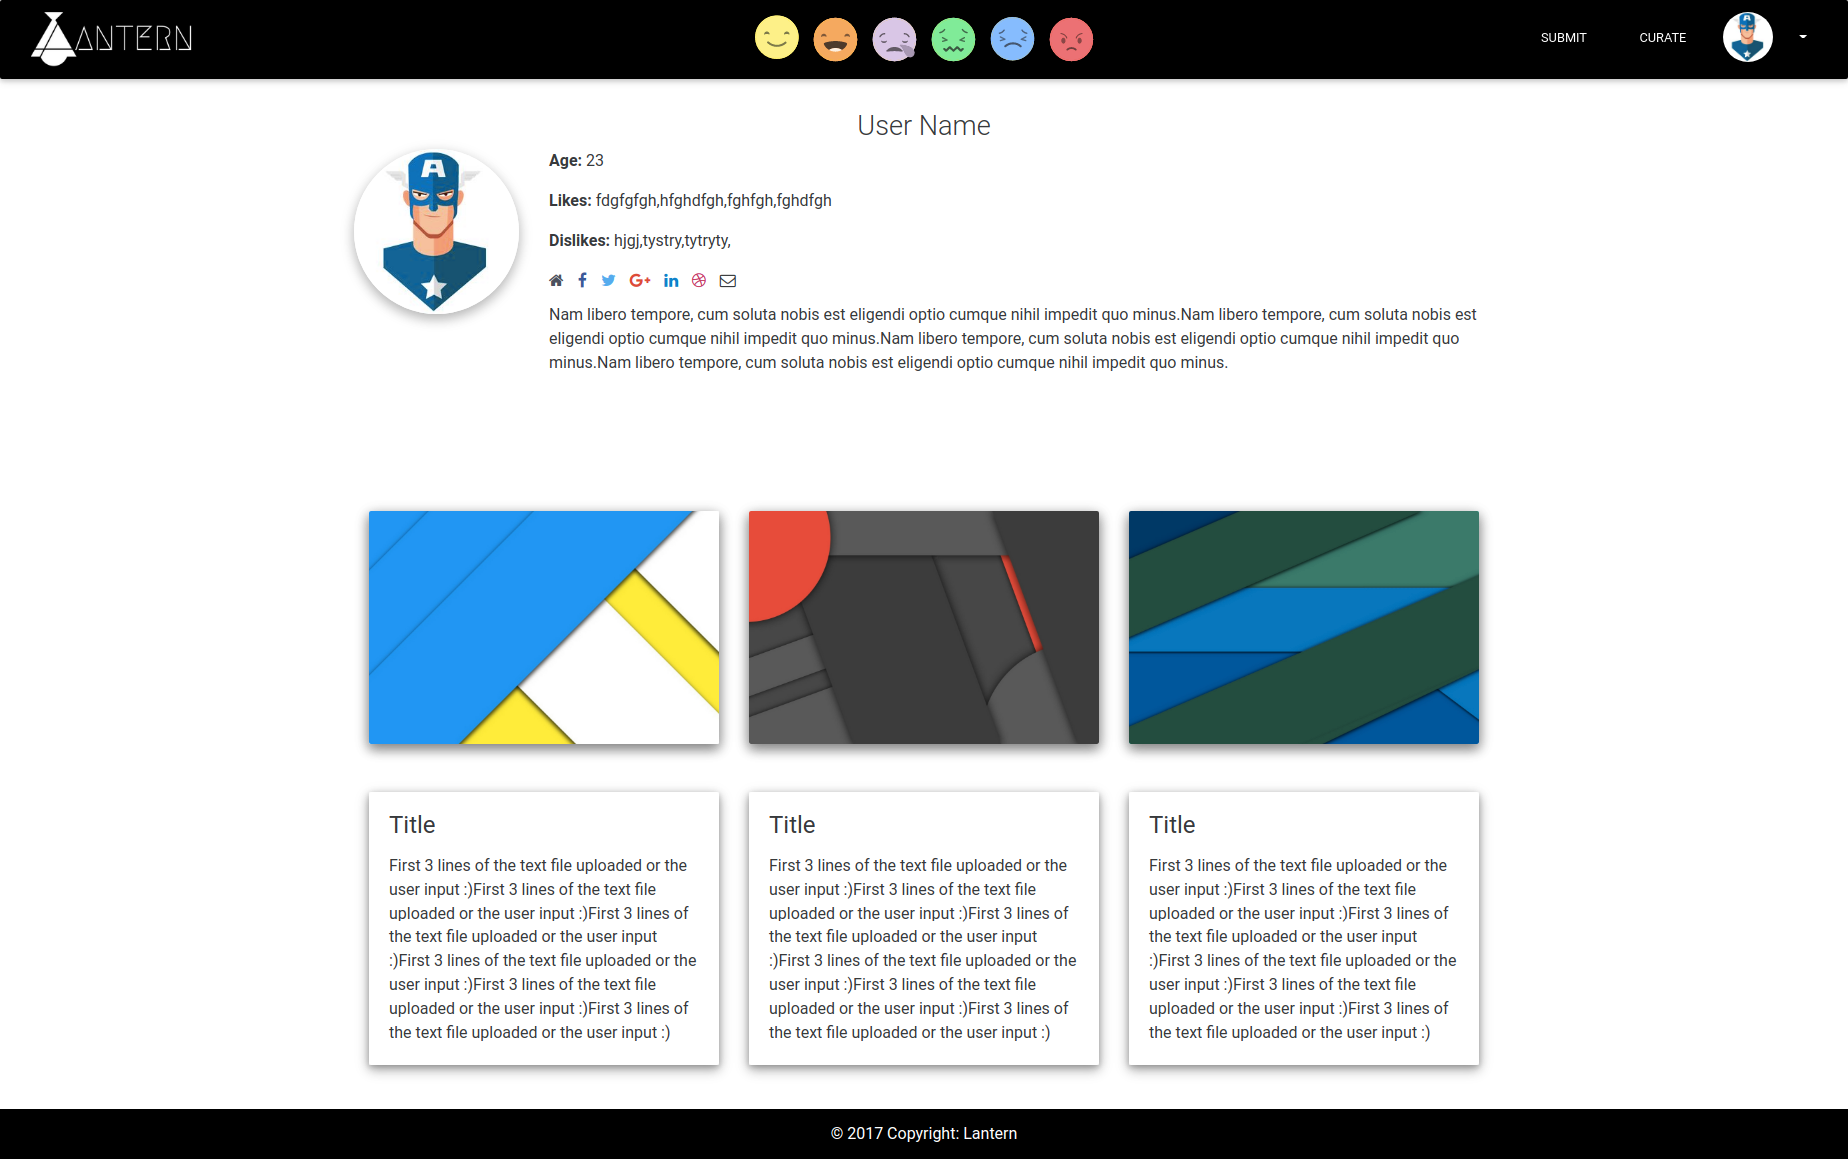 ANTERN
SUBMIT
CURATE
User Name
Age: 23
Likes: fdgfgfgh,hfghdfgh,fghfgh,fghdfgh
Dislikes: hjgj,tystry,tytryty,
Nam libero tempore, cum soluta nobis est eligendi optio cumque nihil impedit quo minus.Nam libero tempore, cum soluta nobis est
eligendi optio cumque nihil impedit quo minus.Nam libero tempore, cum soluta nobis est eligendi optio cumque nihil impedit quo
minus.Nam libero tempore, cum soluta nobis est eligendi optio cumque nihil impedit quo minus.
Title
First 3 lines of the text file uploaded or the
user input :)First 3 lines of the text file
uploaded or the user input :)First 3 lines of
the text file uploaded or the user input
:)First 3 lines of the text file uploaded or the
user input :)First 3 lines of the text file
uploaded or the user input :)First 3 lines of
the text file uploaded or the user input :)
Title
First 3 lines of the text file uploaded or the
user input :)First 3 lines of the text file
uploaded or the user input :)First 3 lines of
the text file uploaded or the user input
:)First 3 lines of the text file uploaded or the
user input :)First 3 lines of the text file
uploaded or the user input :)First 3 lines of
the text file uploaded or the user input :)
Title
First 3 lines of the text file uploaded or the
user input :)First 3 lines of the text file
uploaded or the user input :)First 3 lines of
the text file uploaded or the user input
:)First 3 lines of the text file uploaded or the
user input :)First 3 lines of the text file
uploaded or the user input :)First 3 lines of
the text file uploaded or the user input :)
© 2017 Copyright: Lantern